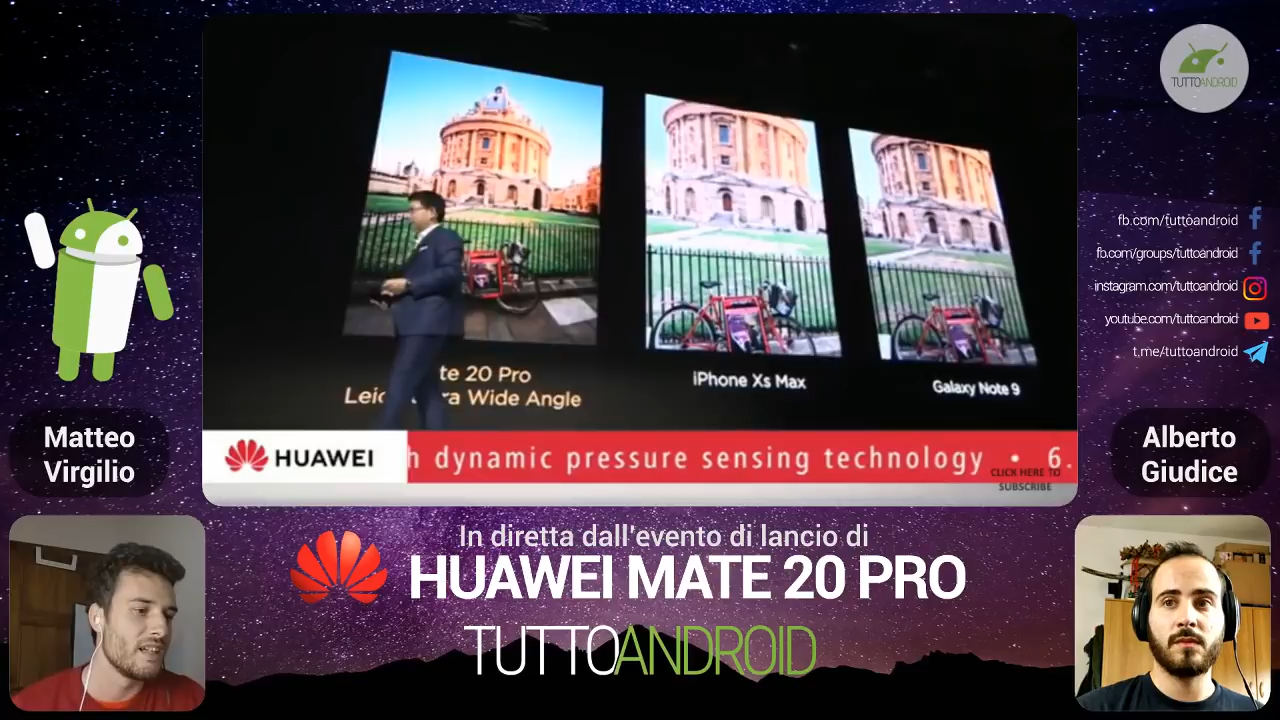 TUTTOANDROID
te 20 Pro
Leic ra Wide Angle
iPhone Xs Max
Galaxy Note 9
HUAWEI
h dynamic pressure sensing technology • 6.
CLICK HERE TO
SUBSCRIBE
fb.com/tuttoandroid
fb.com/groups/tuttoandroid
instagram.com/tuttoandroid
youtube.com/tuttoandroid
t.me/tuttoandroid
Matteo
Virgilio
Alberto
Giudice
In diretta dall'evento di lancio di
HUAWEI MATE 20 PRO
TUTTOANDROID